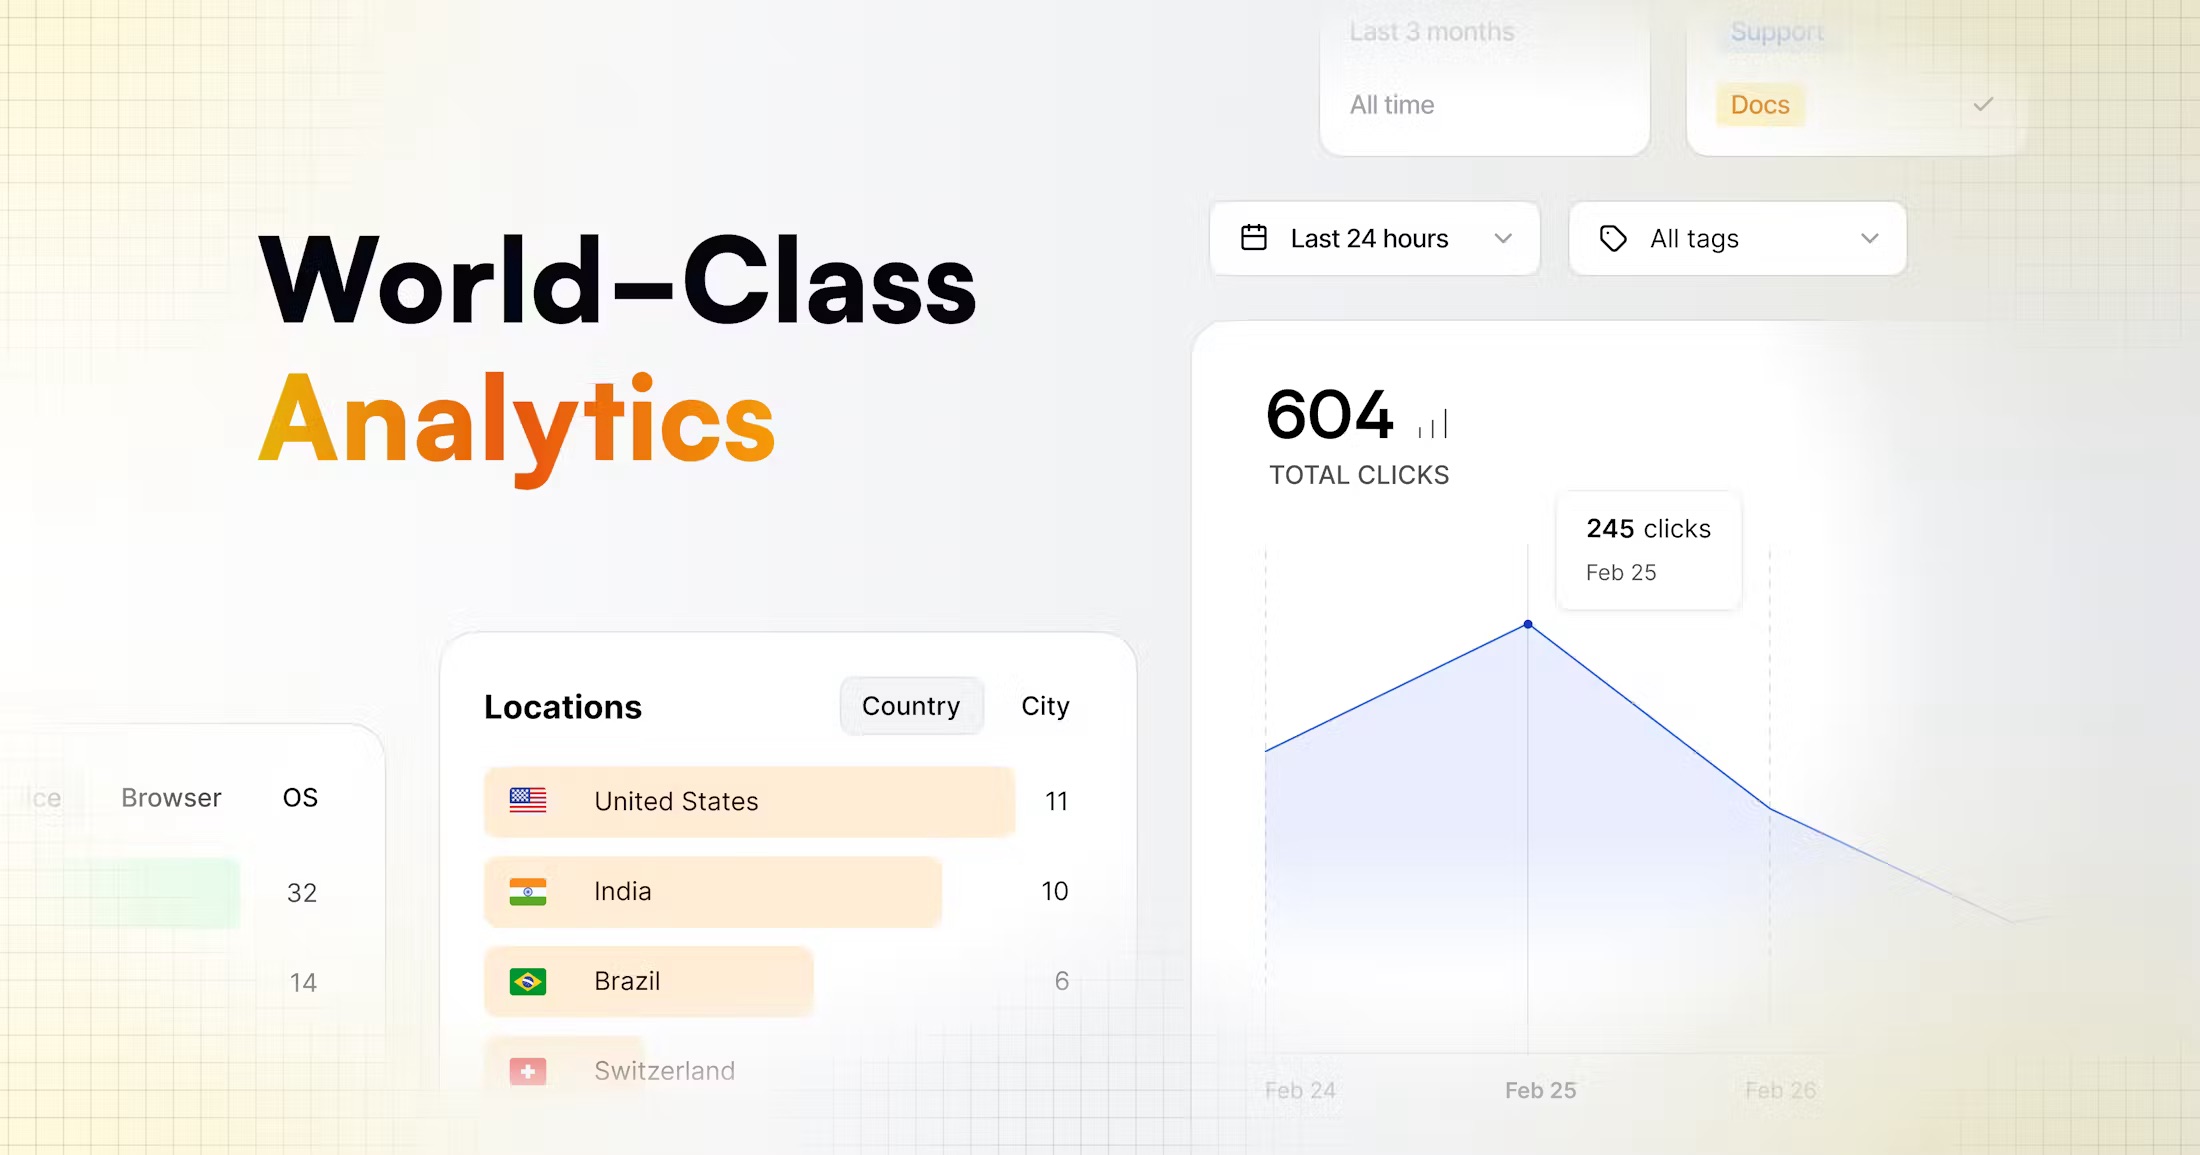 World–Class
Analytics
Last 3 months
All time
Support
Docs
Last 24 hours
All tags
604
TOTAL CLICKS
245 clicks
Feb 25
Feb 24
Feb 25
Feb 26
Locations
Country
City
United States
11
India
10
Brazil
6
Switzerland
Browser
OS
32
14